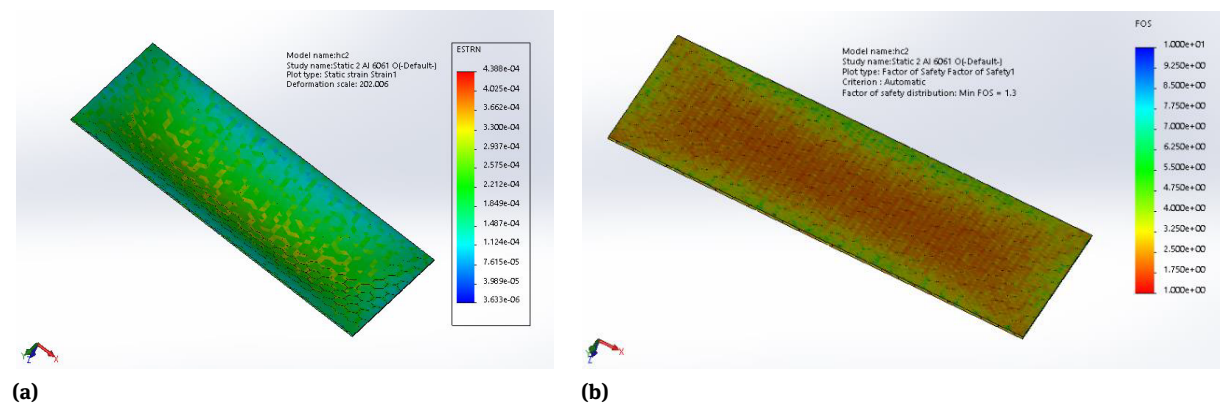 Model name:hc2
Study name:Static 2 Al 6061 O(-Default-)
Plot type: Static strain Strain1
Deformation scale: 202.006
ESTRN
4.388e-04
4.025e-04
3.662e-04
3.300e-04
2.937e-04
2.575e-04
2.212e-04
1.849e-04
1.487e-04
1.124e-04
7.615e-05
3.989e-05
3.633e-06
Y
Z
X
(a)
Model name:hc2
Study name:Static 2 Al 6061 O(-Default-)
Plot type: Factor of Safety Factor of Safety1
Criterion : Automatic
Factor of safety distribution: Min FOS = 1.3
FOS
1.000e+01
9.250e+00
8.500e+00
7.750e+00
7.000e+00
6.250e+00
5.500e+00
4.750e+00
4.000e+00
3.250e+00
2.500e+00
1.750e+00
1.000e+00
Y
Z
X
(b)